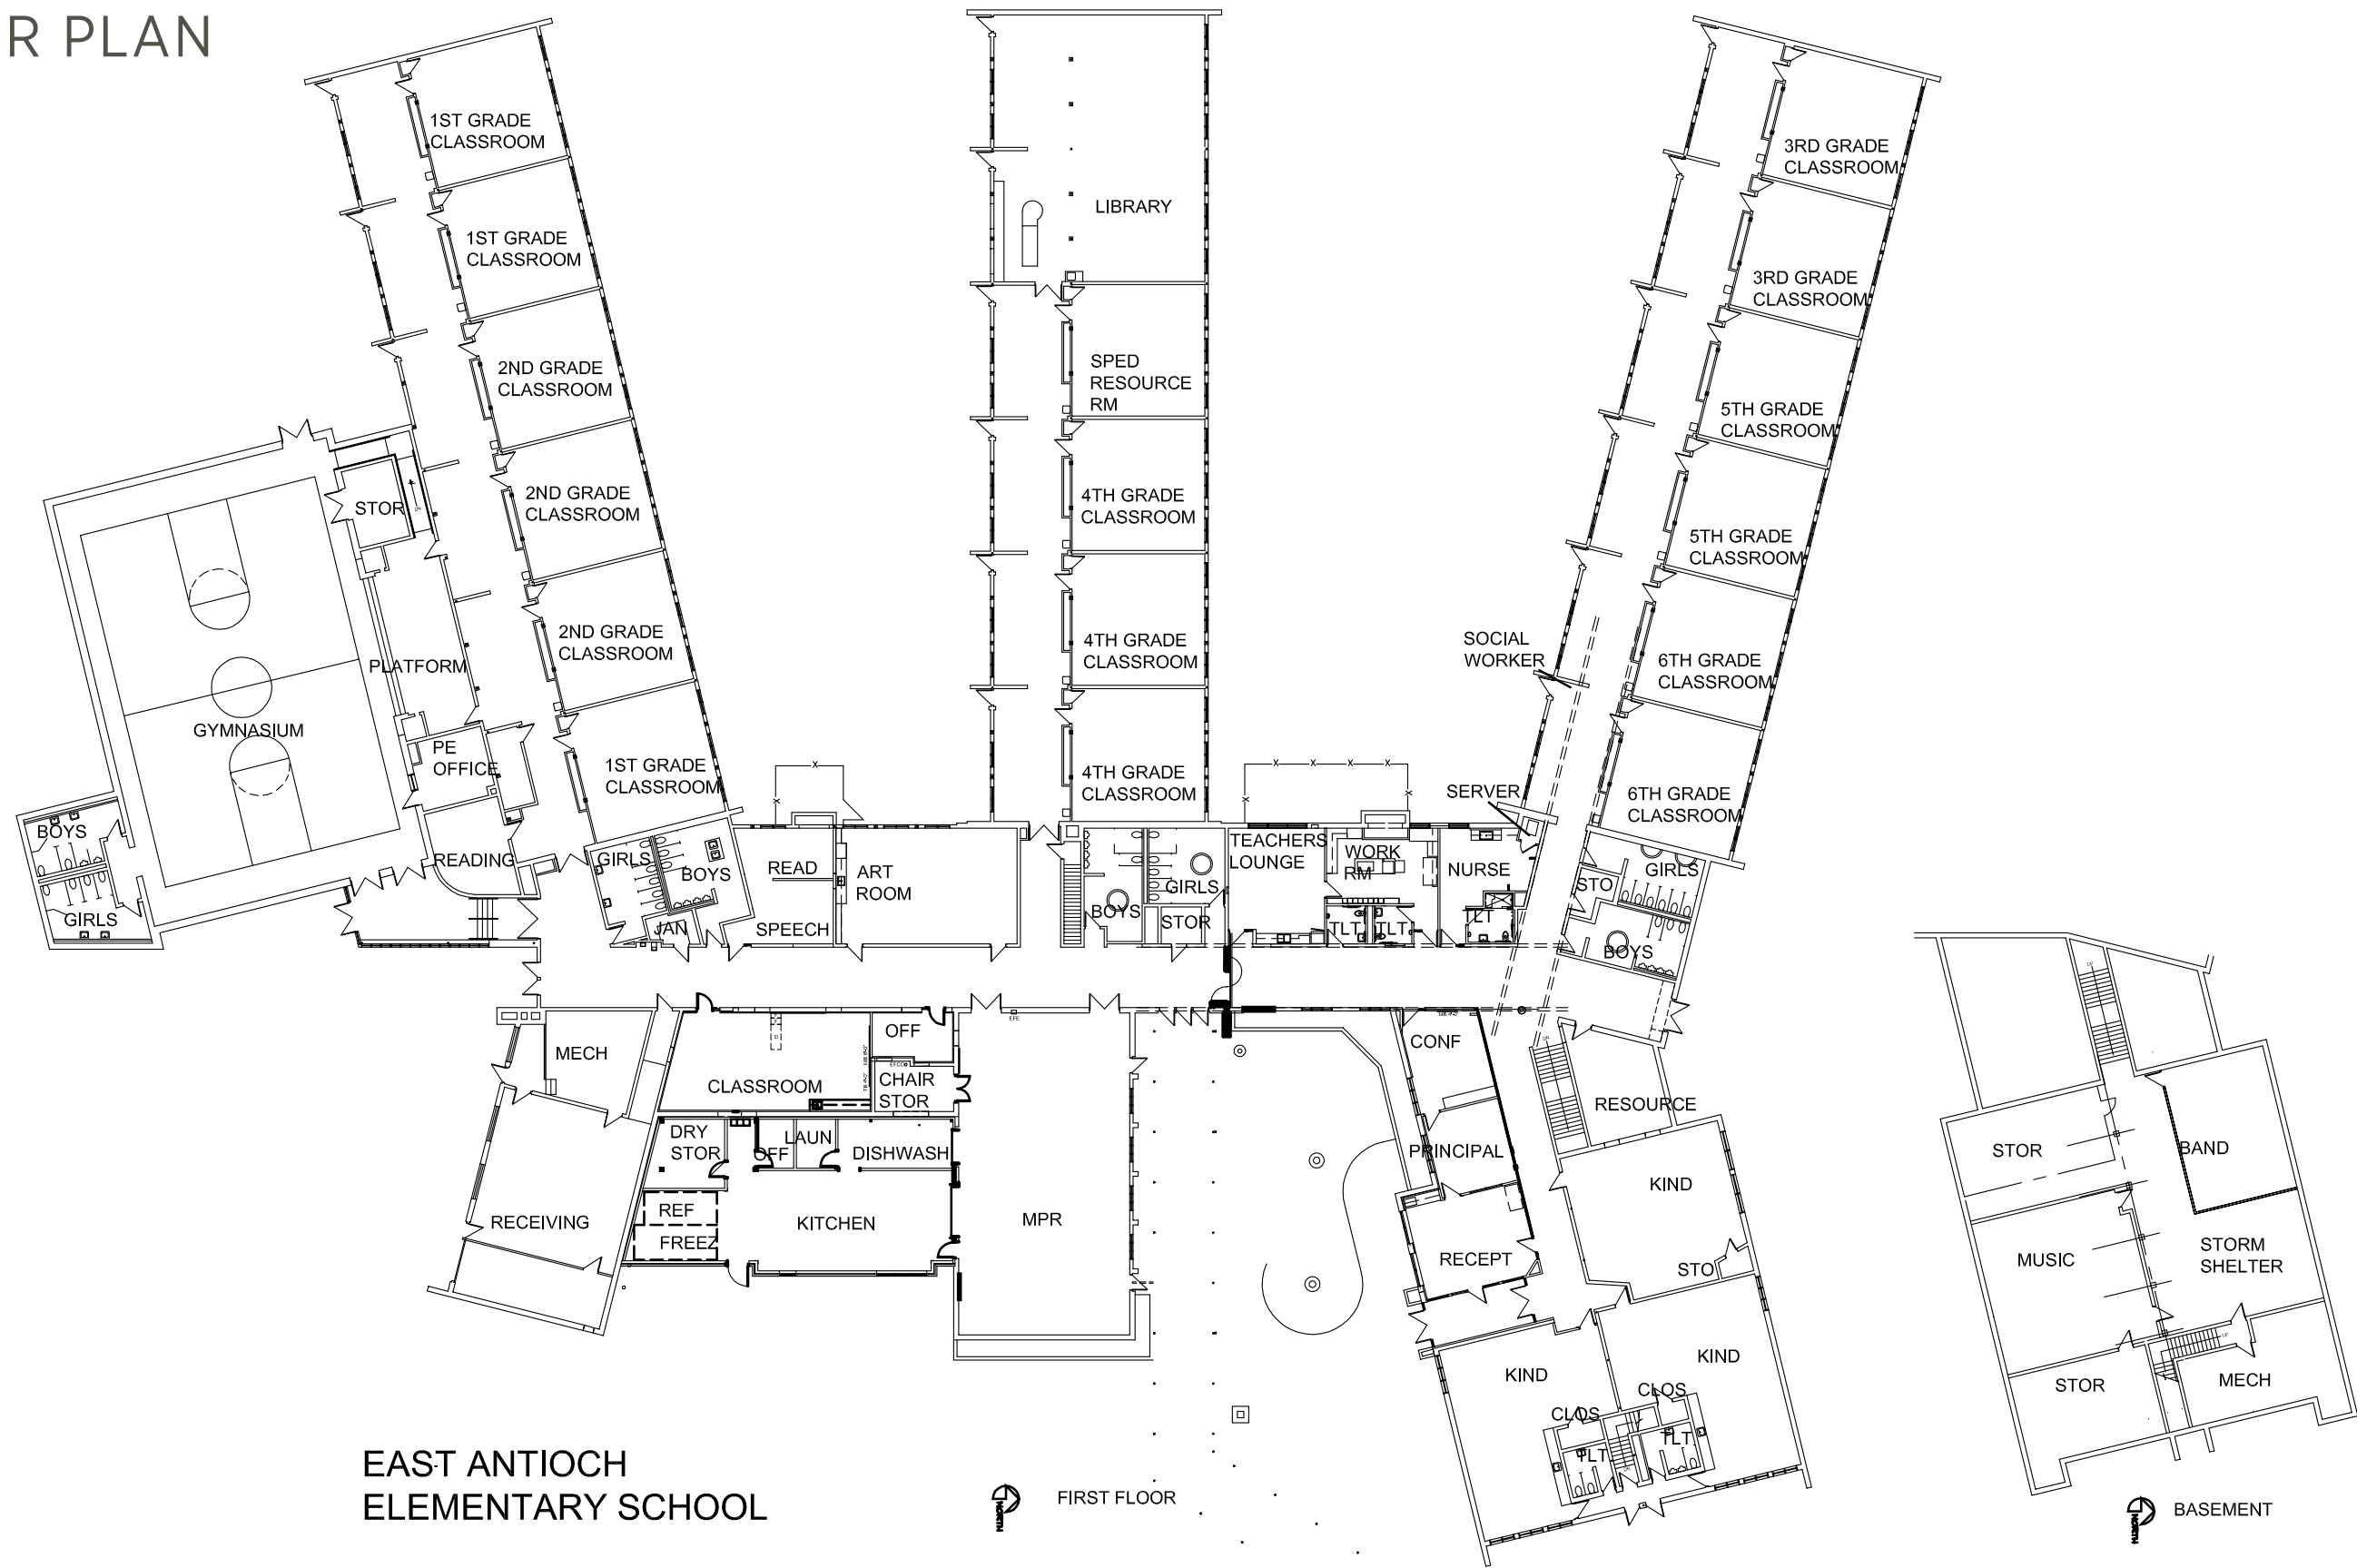 R PLAN
1ST GRADE
CLASSROOM
1ST GRADE
CLASSROOM
2ND GRADE
CLASSROOM
2ND GRADE
CLASSROOM
2ND GRADE
CLASSROOM
1ST GRADE
CLASSROOM
STOR
PLATFORM
GYMNASIUM
PE
OFFICE
BOYS
GIRLS
READING
GIRLS
BOYS
JAN
READ
SPEECH
ART
ROOM
LIBRARY
SPED
RESOURCE
RM
4TH GRADE
CLASSROOM
4TH GRADE
CLASSROOM
4TH GRADE
CLASSROOM
BOYS
GIRLS
STOR
TEACHERS
LOUNGE
WORK
RM
TLT
TLT
NURSE
TLT
SERVER
SOCIAL
WORKER
3RD GRADE
CLASSROOM
3RD GRADE
CLASSROOM
5TH GRADE
CLASSROOM
5TH GRADE
CLASSROOM
6TH GRADE
CLASSROOM
6TH GRADE
CLASSROOM
STO
GIRLS
BOYS
MECH
RECEIVING
CLASSROOM
OFF
CHAIR
STOR
DRY
STOR
OFF
LAUN
DISHWASH
REF
FREEZ
KITCHEN
MPR
CONF
PRINCIPAL
RECEPT
RESOURCE
KIND
STO
KIND
KIND
CLOS
CLOS
TLT
TLT
STOR
BAND
MUSIC
STORM
SHELTER
STOR
MECH
EAST ANTIOCH
ELEMENTARY SCHOOL
NORTH
FIRST FLOOR
NORTH
BASEMENT